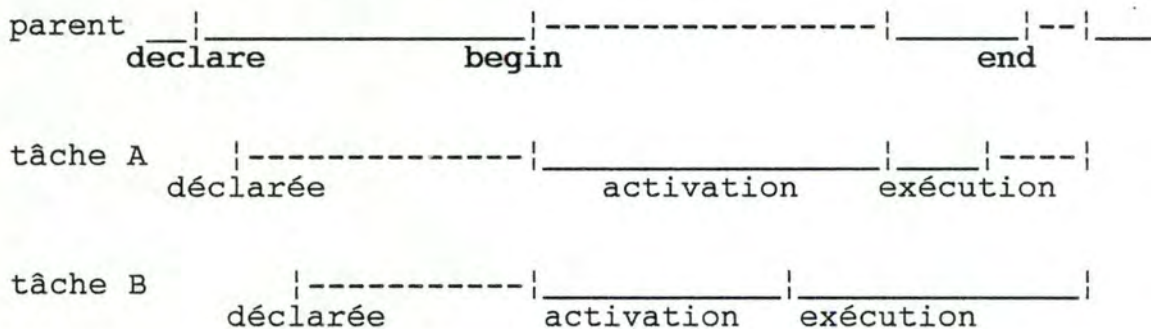 parent
declare begin end
tâche A
déclarée activation exécution
tâche B
déclarée activation exécution